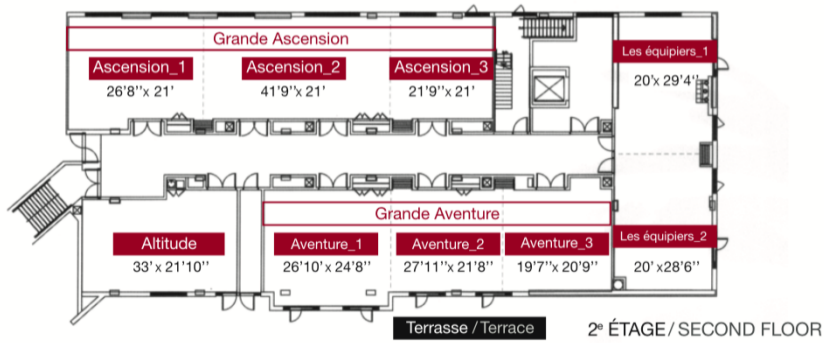 Grande Ascension
Ascension_1
26'8''x 21'
Ascension_2
41'9''x 21'
Ascension_3
21'9''x 21'
Les équipiers_1
20'x 29'4''
Grande Aventure
Altitude
33' x 21'10''
Aventure_1
26'10' x 24'8''
Aventure_2
27'11''x 21'8''
Aventure_3
19'7''x 20'9''
Les équipiers_2
20' x28'6''
Terrasse / Terrace
2e ÉTAGE / SECOND FLOOR